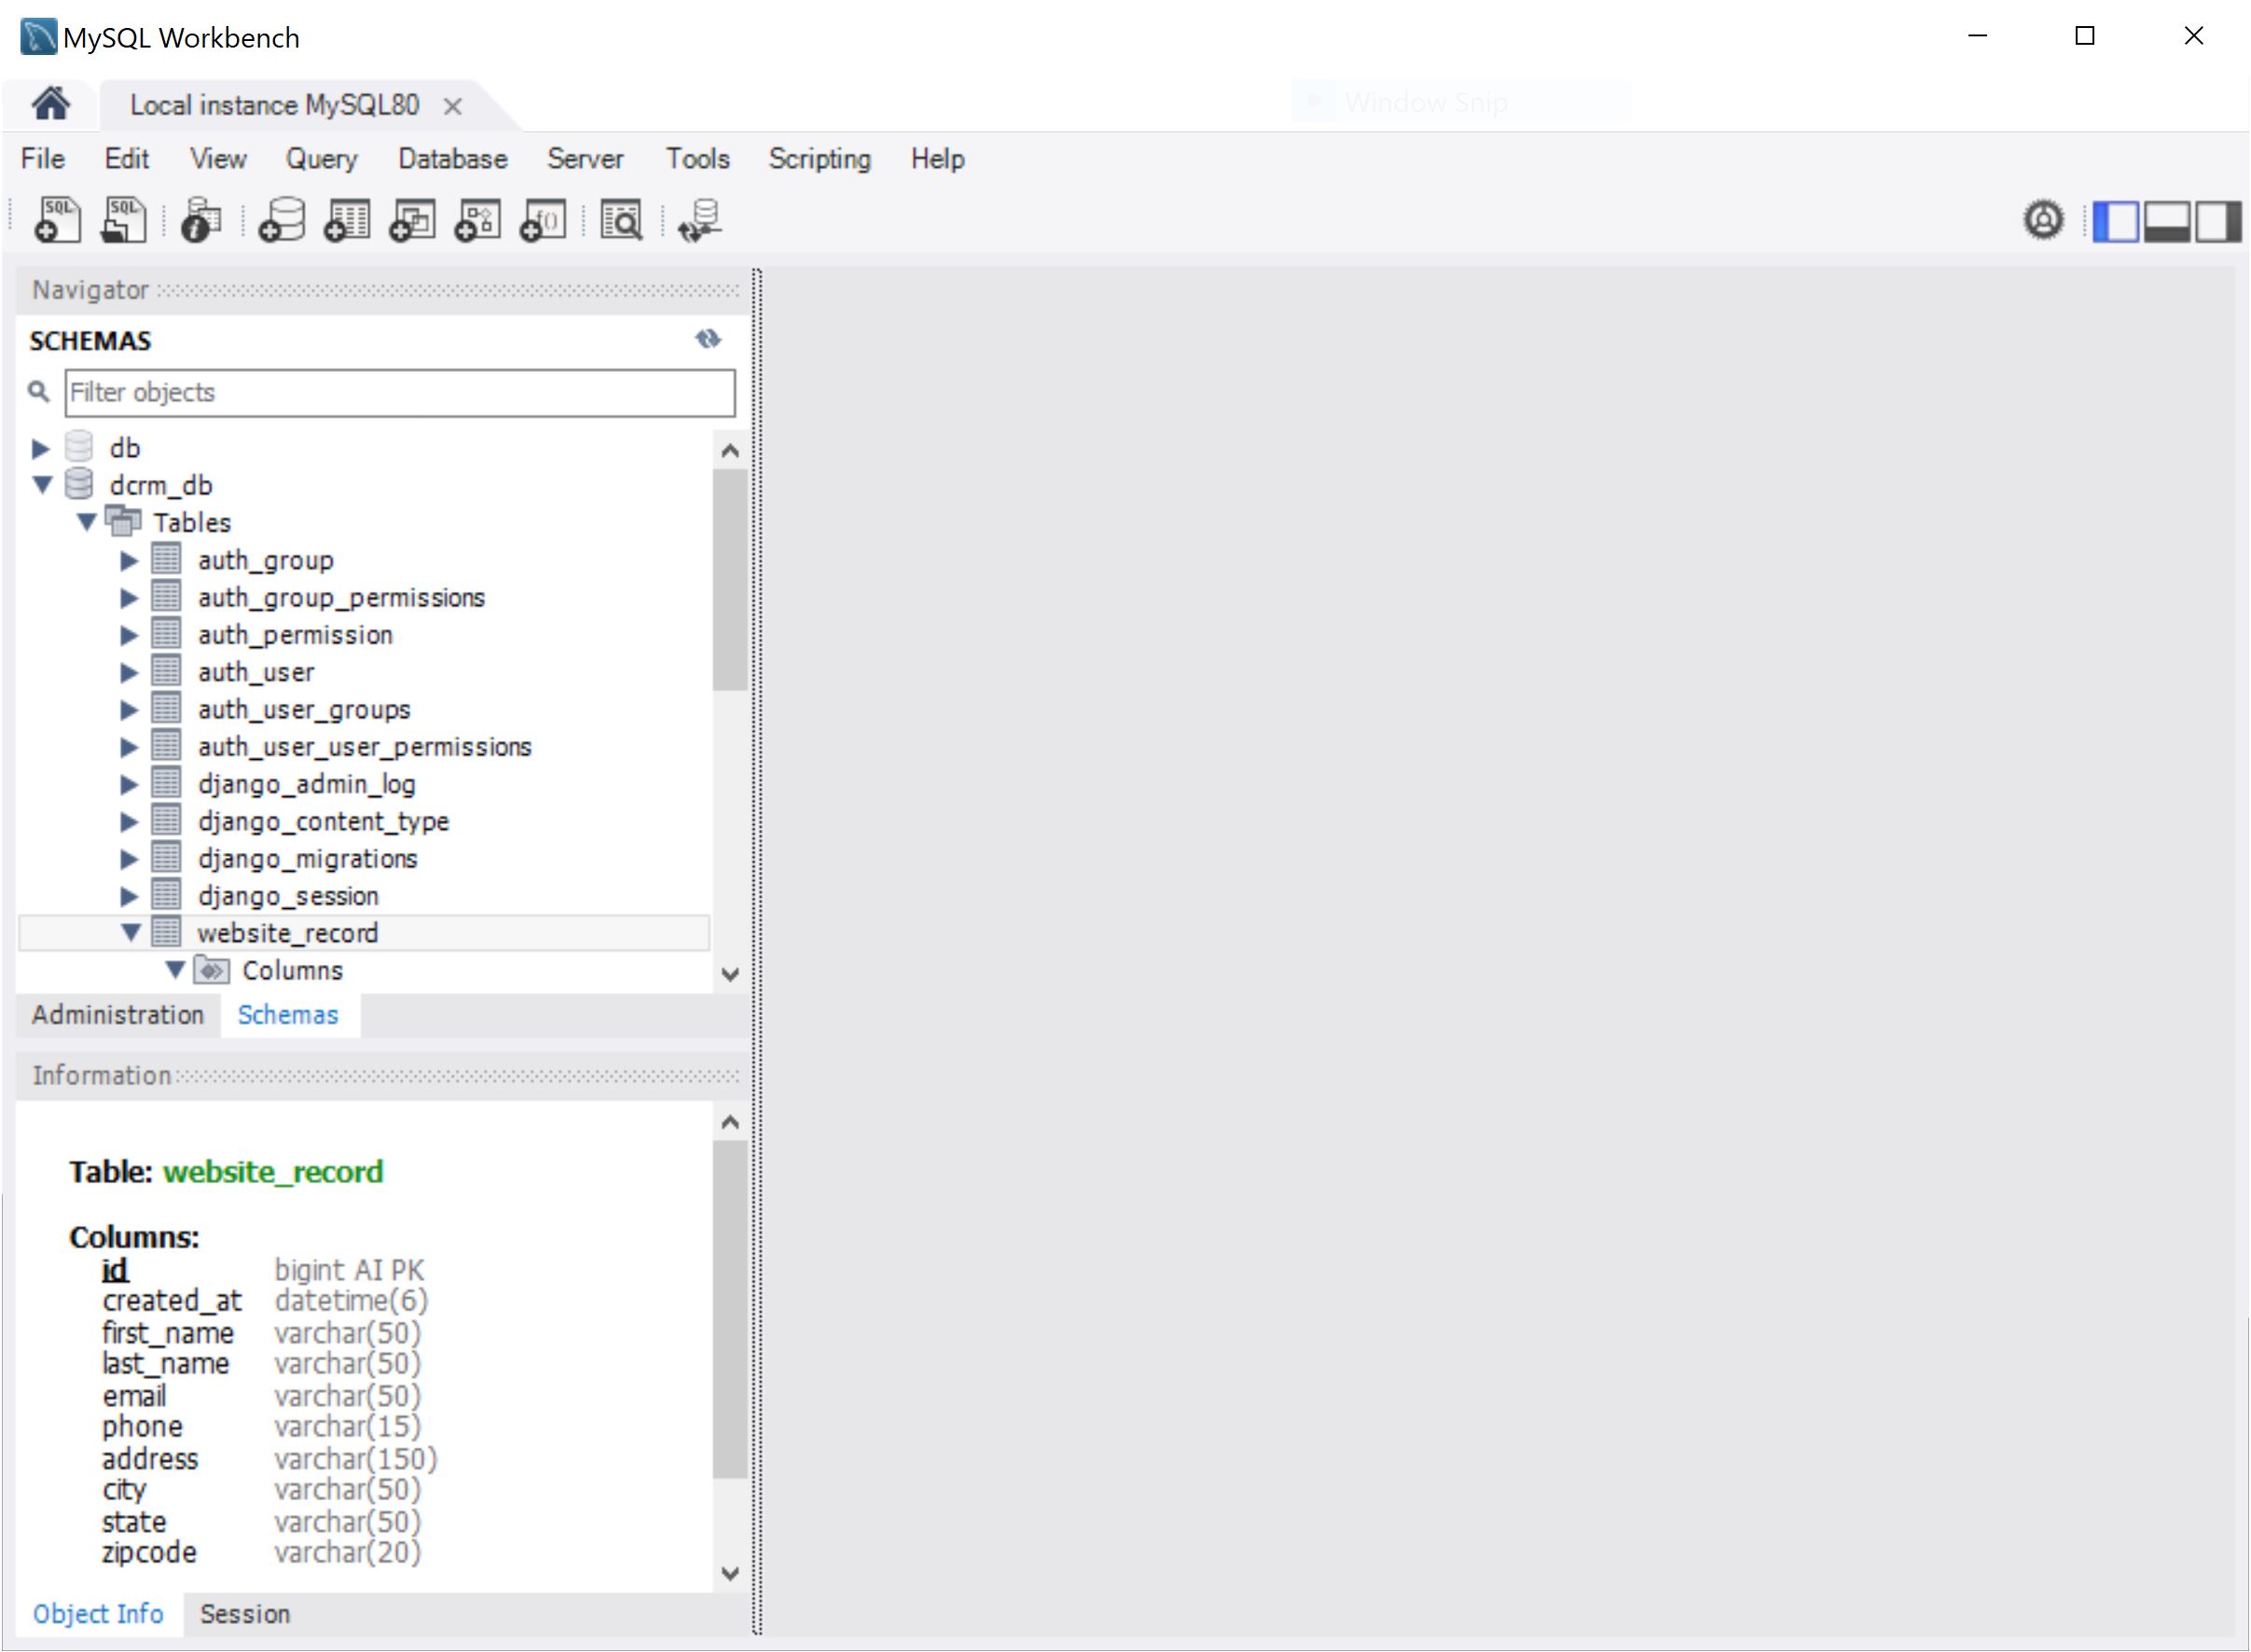 MySQL Workbench
Local instance MySQL80
Window Snip
File Edit View Query Database Server Tools Scripting Help
SQL SQL f()
Navigator
SCHEMAS
Filter objects
db
dcrm_db
Tables
auth_group
auth_group_permissions
auth_permission
auth_user
auth_user_groups
auth_user_user_permissions
django_admin_log
django_content_type
django_migrations
django_session
website_record
Columns
Administration Schemas
Information
Table: website_record
Columns:
id bigint AI PK
created_at datetime(6)
first_name varchar(50)
last_name varchar(50)
email varchar(50)
phone varchar(15)
address varchar(150)
city varchar(50)
state varchar(50)
zipcode varchar(20)
Object Info Session